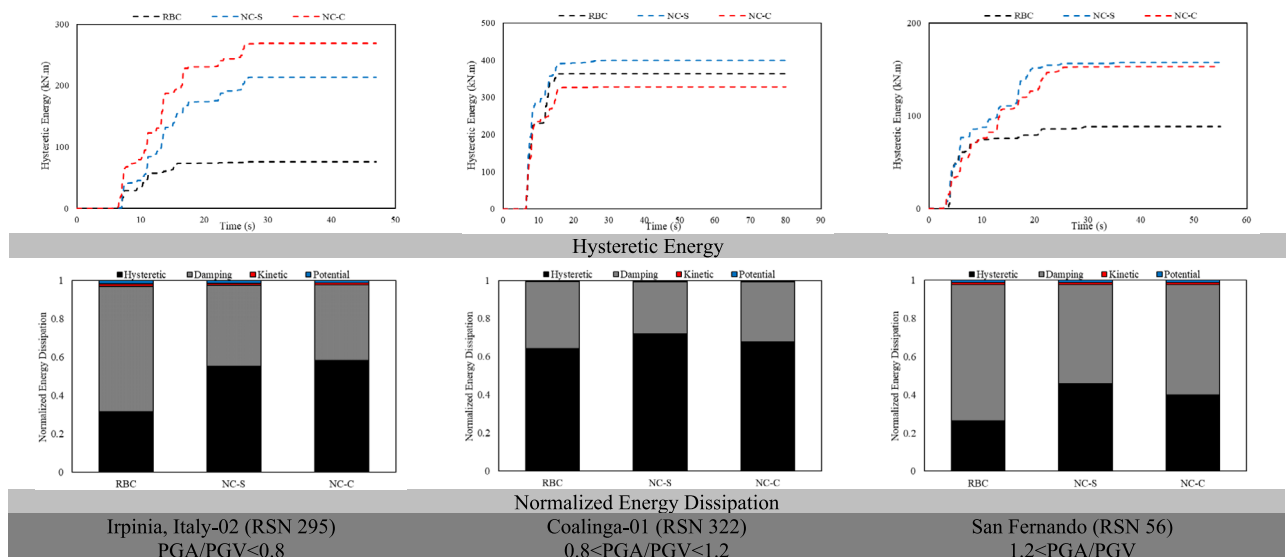 RBC NC-S NC-C
300
200
100
0
Hysteretic Energy (kN.m)
0 10 20 30 40 50
Time (s)
RBC NC-S NC-C
500
400
300
200
100
0
Hysteretic Energy (kN.m)
0 10 20 30 40 50 60 70 80 90
Time (s)
RBC NC-S NC-C
200
100
0
Hysteretic Energy (kN.m)
0 10 20 30 40 50 60
Time (s)
Hysteretic Energy
Hysteretic Damping Kinetic Potential
1
0.8
0.6
0.4
0.2
0
Normalized Energy Dissipation
RBC NC-S NC-C
Hysteretic Damping Kinetic Potential
1
0.8
0.6
0.4
0.2
0
Normalized Energy Dissipation
RBC NC-S NC-C
Hysteretic Damping Kinetic Potential
1
0.8
0.6
0.4
0.2
0
Normalized Energy Dissipation
RBC NC-S NC-C
Normalized Energy Dissipation
Irpinia, Italy-02 (RSN 295)
PGA/PGV<0.8
Coalinga-01 (RSN 322)
0.8<PGA/PGV<1.2
San Fernando (RSN 56)
1.2<PGA/PGV